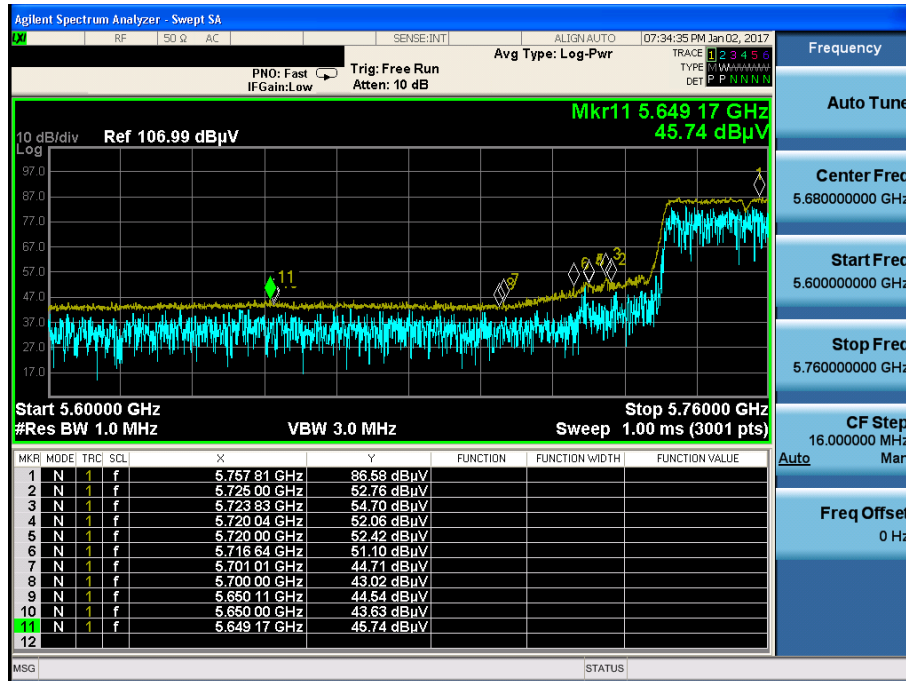 Agilent Spectrum Analyzer - Swept SA
LXI RF 50 Ω AC SENSE:INT ALIGN AUTO 07:34:35 PM Jan 02, 2017
PNO: Fast Trig: Free Run Avg Type: Log-Pwr TRACE 1 2 3 4 5 6
IFGain:Low Atten: 10 dB TYPE M W W W W W
DET P P N N N N
Mkr11 5.649 17 GHz
45.74 dBµV
10 dB/div Ref 106.99 dBµV
Log
97.0
87.0
77.0
67.0
57.0
47.0
37.0
27.0
17.0
1
11
6
3
2
7
8
Start 5.60000 GHz Stop 5.76000 GHz
#Res BW 1.0 MHz VBW 3.0 MHz Sweep 1.00 ms (3001 pts)
MKR MODE TRC SCL X Y FUNCTION FUNCTION WIDTH FUNCTION VALUE
1 N 1 f 5.757 81 GHz 86.58 dBµV
2 N 1 f 5.725 00 GHz 52.76 dBµV
3 N 1 f 5.723 83 GHz 54.70 dBµV
4 N 1 f 5.720 04 GHz 52.06 dBµV
5 N 1 f 5.720 00 GHz 52.42 dBµV
6 N 1 f 5.716 64 GHz 51.10 dBµV
7 N 1 f 5.701 01 GHz 44.71 dBµV
8 N 1 f 5.700 00 GHz 43.02 dBµV
9 N 1 f 5.650 11 GHz 44.54 dBµV
10 N 1 f 5.650 00 GHz 43.63 dBµV
11 N 1 f 5.649 17 GHz 45.74 dBµV
12
MSG STATUS
Frequency
Auto Tune
Center Freq
5.680000000 GHz
Start Freq
5.600000000 GHz
Stop Freq
5.760000000 GHz
CF Step
16.000000 MHz
Auto Man
Freq Offset
0 Hz